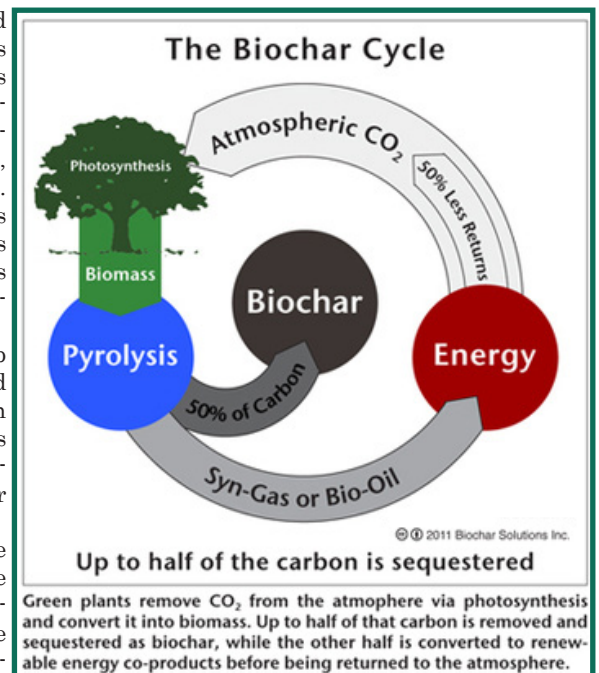 The Biochar Cycle
Atmospheric CO₂
50% Less Returns
Photosynthesis
Biomass
Biochar
Pyrolysis
Energy
50% of Carbon
Syn-Gas or Bio-Oil
2011 Biochar Solutions Inc.
Up to half of the carbon is sequestered
Green plants remove CO₂ from the atmophere via photosynthesis
and convert it into biomass. Up to half of that carbon is removed and
sequestered as biochar, while the other half is converted to renew-
able energy co-products before being returned to the atmosphere.